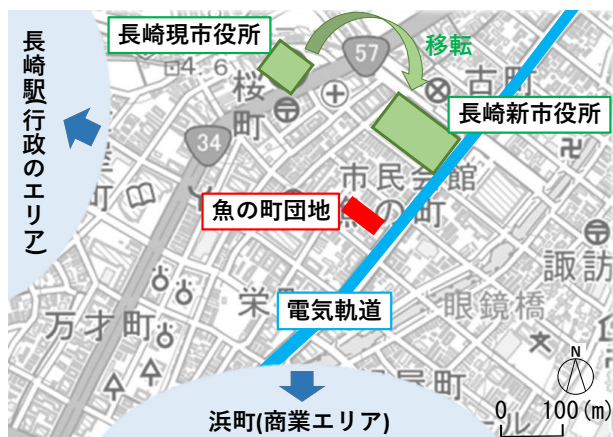 長崎現市役所
57
移転
古町
4.6
桜町
長崎新市役所
長崎駅(行政のエリア)
34
市民会館
魚の町団地
魚の町
諏訪
栄
電気軌道
眼鏡橋
万才町
屋町
浜町(商業エリア)
N
0 100(m)